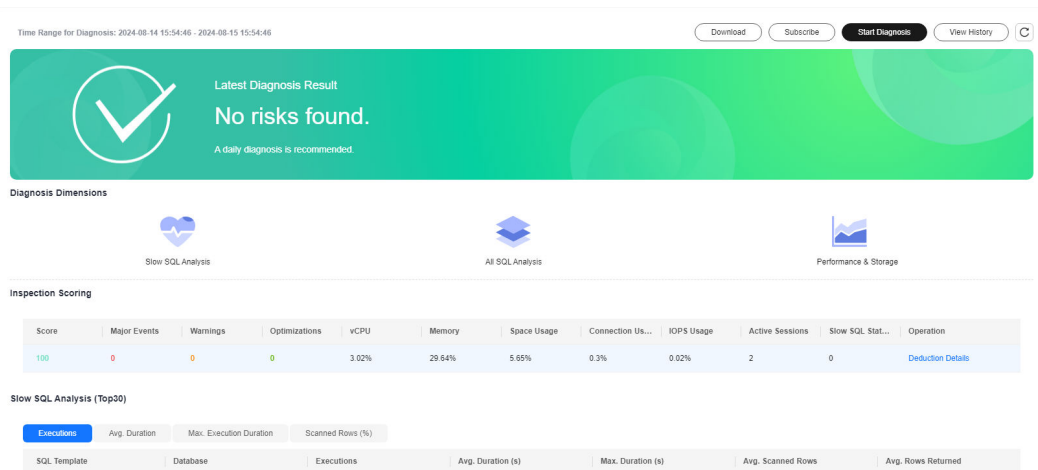 Time Range for Diagnosis: 2024-08-14 15:54:46 - 2024-08-15 15:54:46
Download
Subscribe
Start Diagnosis
View History
Latest Diagnosis Result
No risks found.
A daily diagnosis is recommended.
Diagnosis Dimensions
Slow SQL Analysis
All SQL Analysis
Performance & Storage
Inspection Scoring
Score Major Events Warnings Optimizations vCPU Memory Space Usage Connection Us... IOPS Usage Active Sessions Slow SQL Stat... Operation
100 0 0 0 3.02% 29.64% 5.65% 0.3% 0.02% 2 0 Deduction Details
Slow SQL Analysis (Top30)
Executions Avg. Duration Max. Execution Duration Scanned Rows (%)
SQL Template Database Executions Avg. Duration (s) Max. Duration (s) Avg. Scanned Rows Avg. Rows Returned